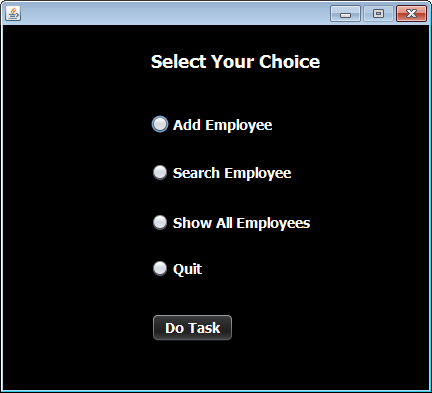 Select Your Choice
Add Employee
Search Employee
Show All Employees
Quit
Do Task